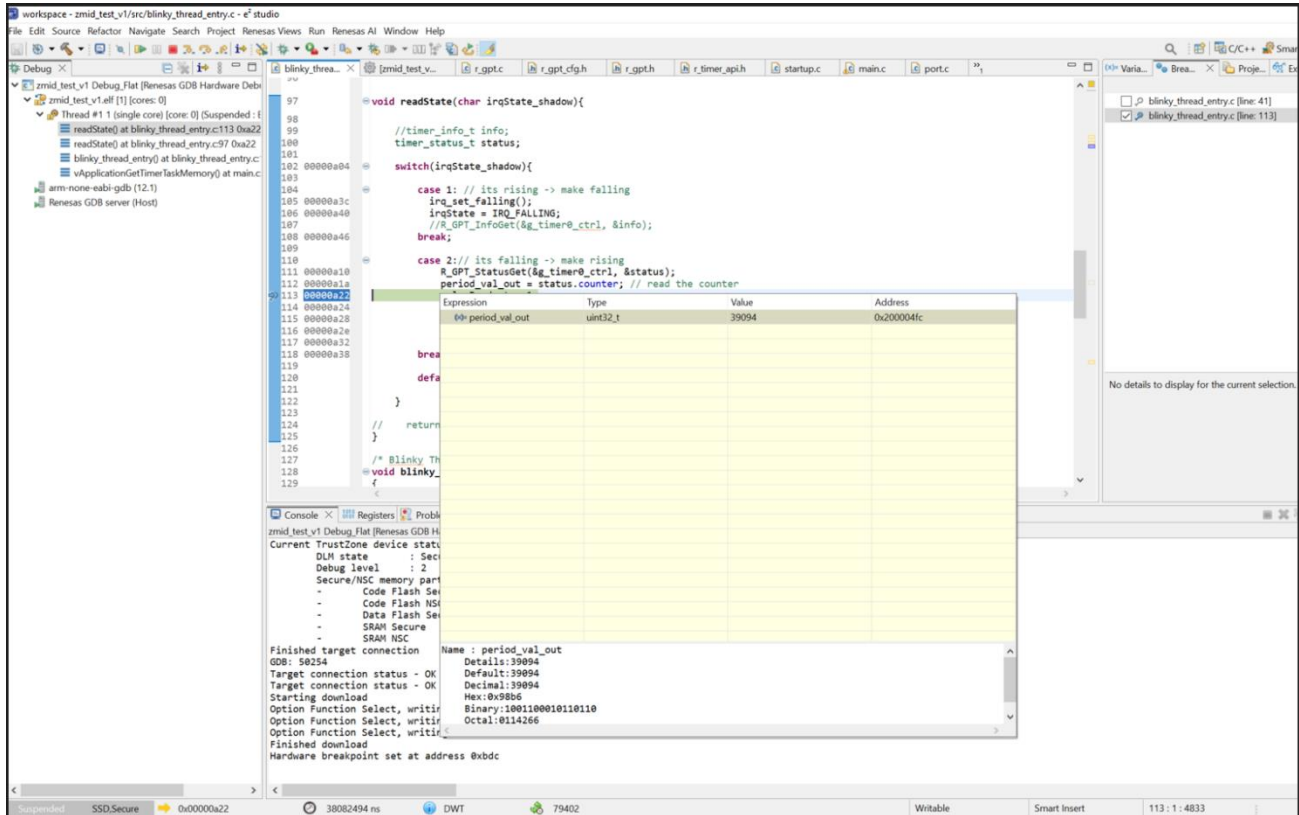 workspace - zmid_test_v1/src/blinky_thread_entry.c - e² studio
File Edit Source Refactor Navigate Search Project Renesas Views Run Renesas AI Window Help
C/C++ Smar
Debug
zmid_test_v1 Debug_Flat [Renesas GDB Hardware Debu
zmid_test_v1.elf [1] [cores: 0]
Thread #1 1 (single core) [core: 0] (Suspended : E
readState() at blinky_thread_entry.c:113 0xa22
readState() at blinky_thread_entry.c:97 0xa22
blinky_thread_entry() at blinky_thread_entry.c:
vApplicationGetTimerTaskMemory() at main.c
arm-none-eabi-gdb (12.1)
Renesas GDB server (Host)
blinky_threa... [zmid_test_v... r_gpt.c r_gpt_cfg.h r_gpt.h r_timer_api.h startup.c main.c port.c
97 void readState(char irqState_shadow){
98
99 //timer_info_t info;
100 timer_status_t status;
101
102 00000a04 switch(irqState_shadow){
103
104 case 1: // its rising -> make falling
105 00000a3c irq_set_falling();
106 00000a40 irqState = IRQ_FALLING;
107 //R_GPT_InfoGet(&g_timer0_ctrl, &info);
108 00000a46 break;
109
110 case 2:// its falling -> make rising
111 00000a10 R_GPT_StatusGet(&g_timer0_ctrl, &status);
112 00000a1a period_val_out = status.counter; // read the counter
113 00000a22
114 00000a24
115 00000a28
116 00000a2e
117 00000a32
118 00000a38 brea
119
120 defa
121
122 }
123
124 // return
125 }
126
127 /* Blinky Th
128 void blinky_
129 {
Expression Type Value Address
period_val_out uint32_t 39094 0x200004fc
Name : period_val_out
Details:39094
Default:39094
Decimal:39094
Hex:0x98b6
Binary:1001100010110110
Octal:0114266
Varia... Brea... Proje... Ex
blinky_thread_entry.c [line: 41]
blinky_thread_entry.c [line: 113]
No details to display for the current selection.
Console Registers Proble
zmid_test_v1 Debug_Flat [Renesas GDB H
Current TrustZone device statu
DLM state : Sec
Debug level : 2
Secure/NSC memory part
- Code Flash Sec
- Code Flash NSC
- Data Flash Sec
- SRAM Secure
- SRAM NSC
Finished target connection
GDB: 50254
Target connection status - OK
Target connection status - OK
Starting download
Option Function Select, writin
Option Function Select, writin
Option Function Select, writin
Finished download
Hardware breakpoint set at address 0xbdc
Suspended SSD,Secure 0x00000a22 38082494 ns DWT 79402 Writable Smart Insert 113 : 1 : 4833